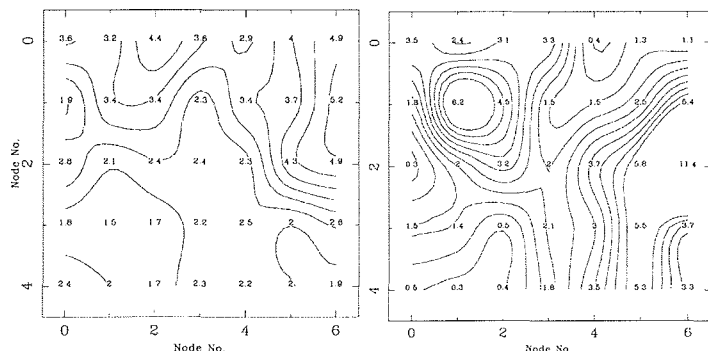 3.6 3.2 4.4 3.6 2.9 4 4.9
1.9 3.4 3.4 2.3 3.4 3.7 5.2
2.8 2.1 2.4 2.4 2.3 4.3 4.9
1.8 1.5 1.7 2.2 2.5 2 2.6
2.4 2 1.7 2.3 2.2 2 1.9
0 2 4
Node No.
0 2 4 6
Node No.
3.5 2.4 3.1 3.3 0.4 1.3 1.1
1.8 6.2 4.5 1.5 1.5 2.5 5.4
0.3 2 3.2 2 3.7 5.8 11.4
1.5 1.4 0.5 2.1 3 5.5 3.7
0.5 0.3 0.4 1.8 3.5 5.3 3.3
0 2 4
0 2 4 6
Node No.